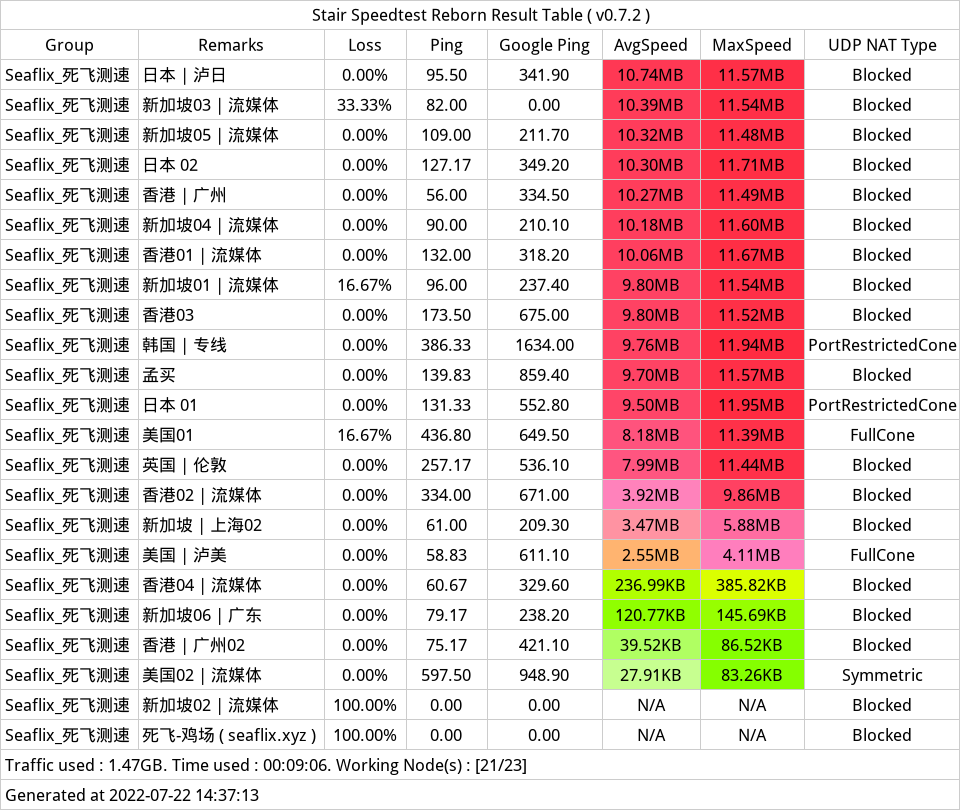 Stair Speedtest Reborn Result Table ( v0.7.2 )
Group Remarks Loss Ping Google Ping AvgSpeed MaxSpeed UDP NAT Type
Seaflix_死飞测速 日本 | 泸日 0.00% 95.50 341.90 10.74MB 11.57MB Blocked
Seaflix_死飞测速 新加坡03 | 流媒体 33.33% 82.00 0.00 10.39MB 11.54MB Blocked
Seaflix_死飞测速 新加坡05 | 流媒体 0.00% 109.00 211.70 10.32MB 11.48MB Blocked
Seaflix_死飞测速 日本 02 0.00% 127.17 349.20 10.30MB 11.71MB Blocked
Seaflix_死飞测速 香港 | 广州 0.00% 56.00 334.50 10.27MB 11.49MB Blocked
Seaflix_死飞测速 新加坡04 | 流媒体 0.00% 90.00 210.10 10.18MB 11.60MB Blocked
Seaflix_死飞测速 香港01 | 流媒体 0.00% 132.00 318.20 10.06MB 11.67MB Blocked
Seaflix_死飞测速 新加坡01 | 流媒体 16.67% 96.00 237.40 9.80MB 11.54MB Blocked
Seaflix_死飞测速 香港03 0.00% 173.50 675.00 9.80MB 11.52MB Blocked
Seaflix_死飞测速 韩国 | 专线 0.00% 386.33 1634.00 9.76MB 11.94MB PortRestrictedCone
Seaflix_死飞测速 孟买 0.00% 139.83 859.40 9.70MB 11.57MB Blocked
Seaflix_死飞测速 日本 01 0.00% 131.33 552.80 9.50MB 11.95MB PortRestrictedCone
Seaflix_死飞测速 美国01 16.67% 436.80 649.50 8.18MB 11.39MB FullCone
Seaflix_死飞测速 英国 | 伦敦 0.00% 257.17 536.10 7.99MB 11.44MB Blocked
Seaflix_死飞测速 香港02 | 流媒体 0.00% 334.00 671.00 3.92MB 9.86MB Blocked
Seaflix_死飞测速 新加坡 | 上海02 0.00% 61.00 209.30 3.47MB 5.88MB Blocked
Seaflix_死飞测速 美国 | 泸美 0.00% 58.83 611.10 2.55MB 4.11MB FullCone
Seaflix_死飞测速 香港04 | 流媒体 0.00% 60.67 329.60 236.99KB 385.82KB Blocked
Seaflix_死飞测速 新加坡06 | 广东 0.00% 79.17 238.20 120.77KB 145.69KB Blocked
Seaflix_死飞测速 香港 | 广州02 0.00% 75.17 421.10 39.52KB 86.52KB Blocked
Seaflix_死飞测速 美国02 | 流媒体 0.00% 597.50 948.90 27.91KB 83.26KB Symmetric
Seaflix_死飞测速 新加坡02 | 流媒体 100.00% 0.00 0.00 N/A N/A Blocked
Seaflix_死飞测速 死飞-鸡场 ( seaflix.xyz ) 100.00% 0.00 0.00 N/A N/A Blocked
Traffic used : 1.47GB. Time used : 00:09:06. Working Node(s) : [21/23]
Generated at 2022-07-22 14:37:13